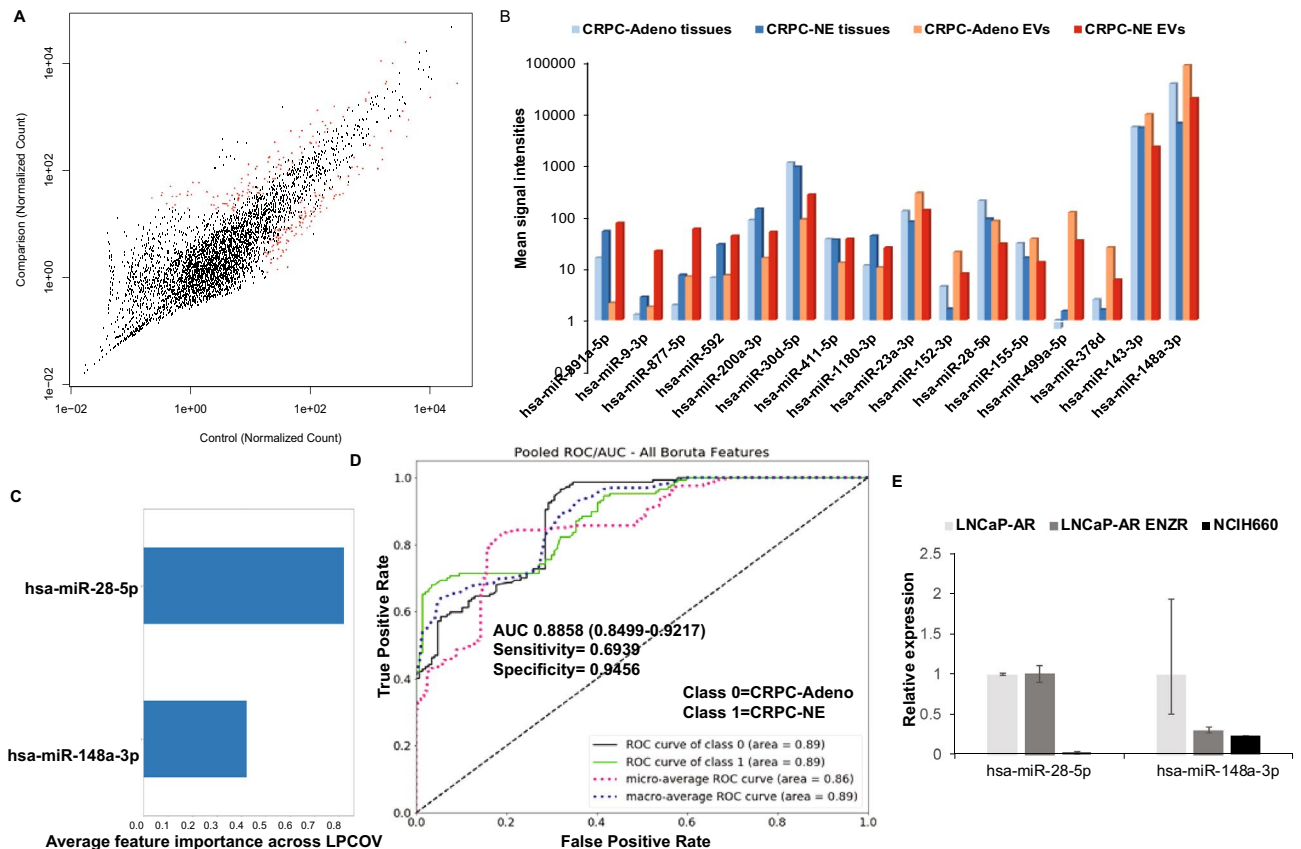 A
Comparison (Normalized Count)
1e+04
1e+02
1e+00
1e−02
1e−02 1e+00 1e+02 1e+04
Control (Normalized Count)
B
CRPC-Adeno tissues CRPC-NE tissues CRPC-Adeno EVs CRPC-NE EVs
Mean signal intensities
100000
10000
1000
100
10
1
hsa-miR-891a-5p
hsa-miR-9-3p
hsa-miR-877-5p
hsa-miR-592
hsa-miR-200a-3p
hsa-miR-30d-5p
hsa-miR-411-5p
hsa-miR-1180-3p
hsa-miR-23a-3p
hsa-miR-152-3p
hsa-miR-28-5p
hsa-miR-155-5p
hsa-miR-499a-5p
hsa-miR-378d
hsa-miR-143-3p
hsa-miR-148a-3p
C
hsa-miR-28-5p
hsa-miR-148a-3p
0.0 0.1 0.2 0.3 0.4 0.5 0.6 0.7 0.8
Average feature importance across LPCOV
D
Pooled ROC/AUC - All Boruta Features
True Positive Rate
1.0
0.8
0.6
0.4
0.2
0.0
AUC 0.8858 (0.8499-0.9217)
Sensitivity= 0.6939
Specificity= 0.9456
Class 0=CRPC-Adeno
Class 1=CRPC-NE
ROC curve of class 0 (area = 0.89)
ROC curve of class 1 (area = 0.89)
micro-average ROC curve (area = 0.86)
macro-average ROC curve (area = 0.89)
0.0 0.2 0.4 0.6 0.8 1.0
False Positive Rate
E
LNCaP-AR LNCaP-AR ENZR NCIH660
Relative expression
2.5
2
1.5
1
0.5
0
hsa-miR-28-5p hsa-miR-148a-3p